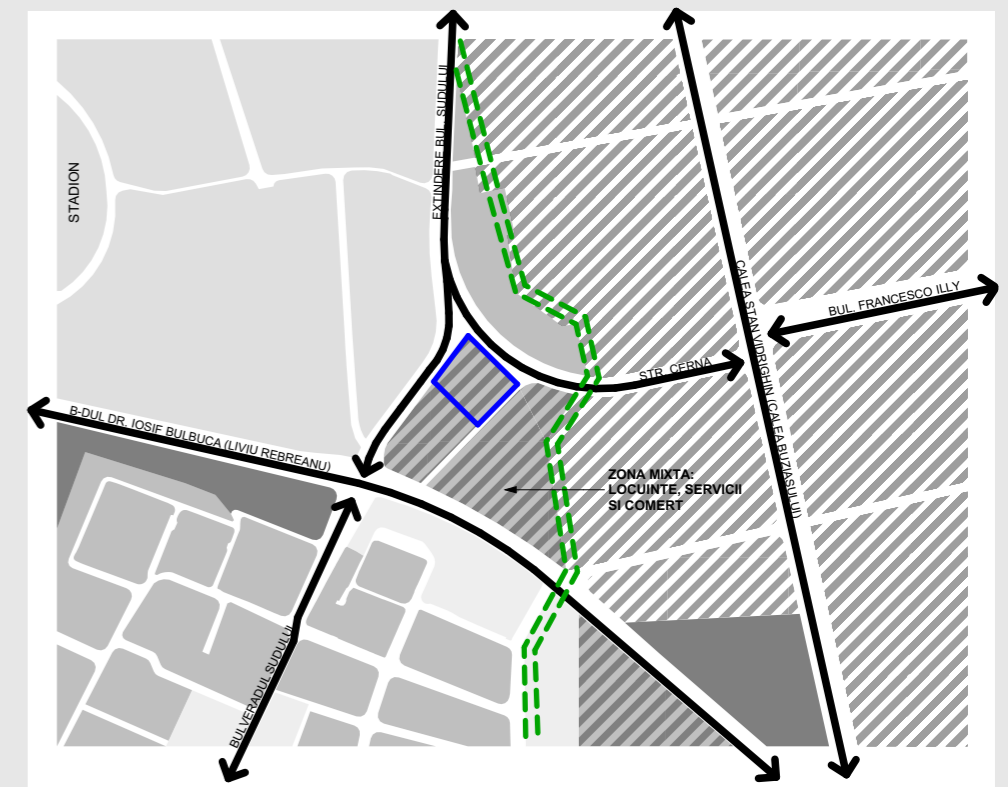 STADION
EXTINDERE BUL. SUDULUI
CALEA STAN VIDRIGHIN (CALEA BUZIASULUI)
BUL. FRANCESCO ILLY
STR. CERNA
B-DUL DR. IOSIF BULBUCA (LIVIU REBREANU)
ZONA MIXTA:
LOCUINTE, SERVICII
SI COMERT
BULVERADUL SUDULUI